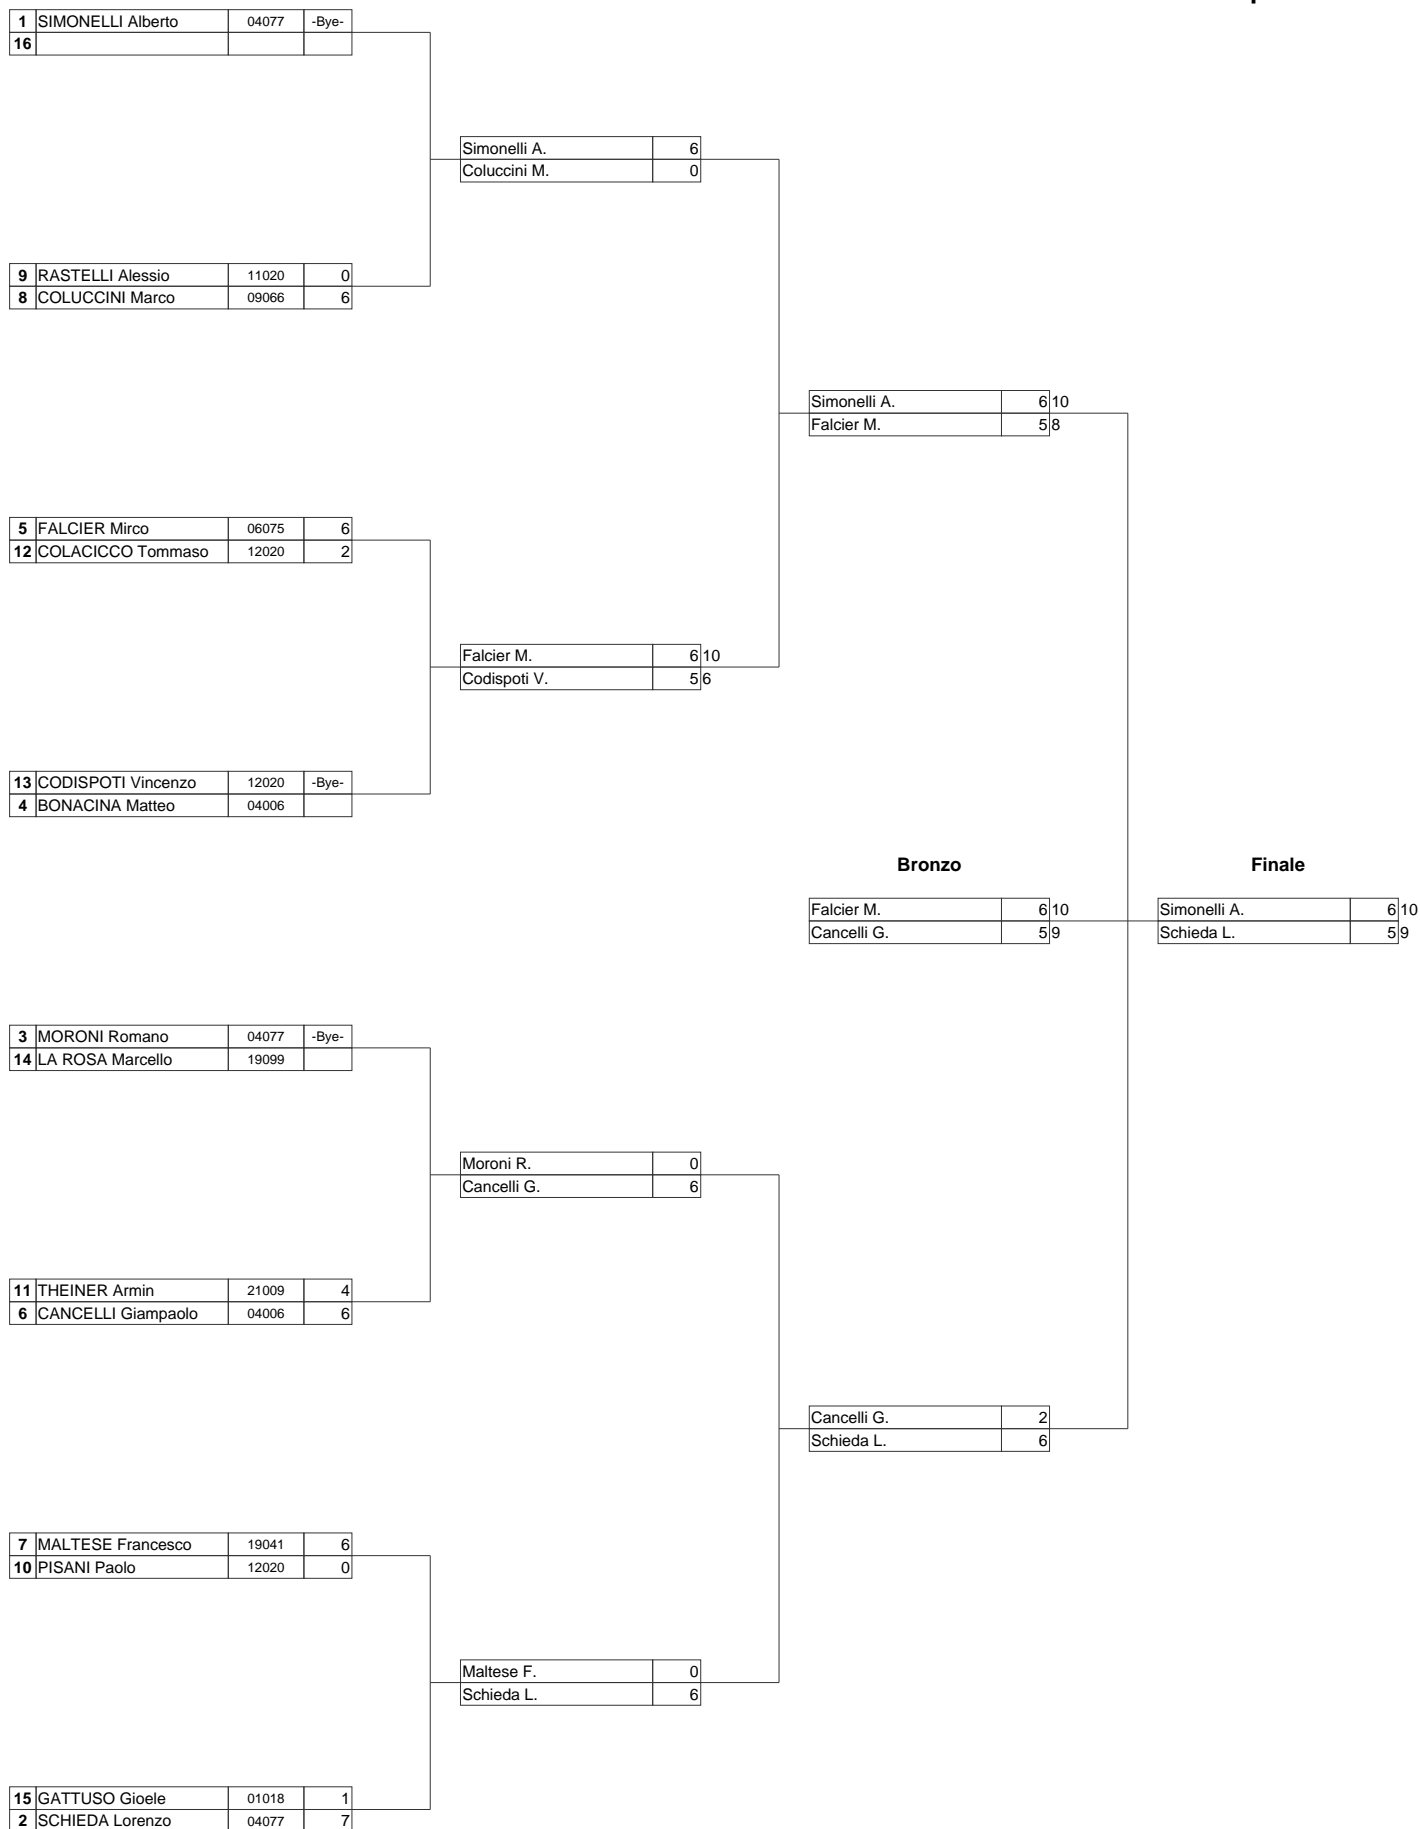 1 SIMONELLI Alberto 04077 -Bye-
16
Simonelli A. 6
Coluccini M. 0
9 RASTELLI Alessio 11020 0
8 COLUCCINI Marco 09066 6
Simonelli A. 6 10
Falcier M. 5 8
5 FALCIER Mirco 06075 6
12 COLACICCO Tommaso 12020 2
Falcier M. 6 10
Codispoti V. 5 6
13 CODISPOTI Vincenzo 12020 -Bye-
4 BONACINA Matteo 04006
Bronzo Finale
Falcier M. 6 10 Simonelli A. 6 10
Cancelli G. 5 9 Schieda L. 5 9
3 MORONI Romano 04077 -Bye-
14 LA ROSA Marcello 19099
Moroni R. 0
Cancelli G. 6
11 THEINER Armin 21009 4
6 CANCELLI Giampaolo 04006 6
Cancelli G. 2
Schieda L. 6
7 MALTESE Francesco 19041 6
10 PISANI Paolo 12020 0
Maltese F. 0
Schieda L. 6
15 GATTUSO Gioele 01018 1
2 SCHIEDA Lorenzo 04077 7